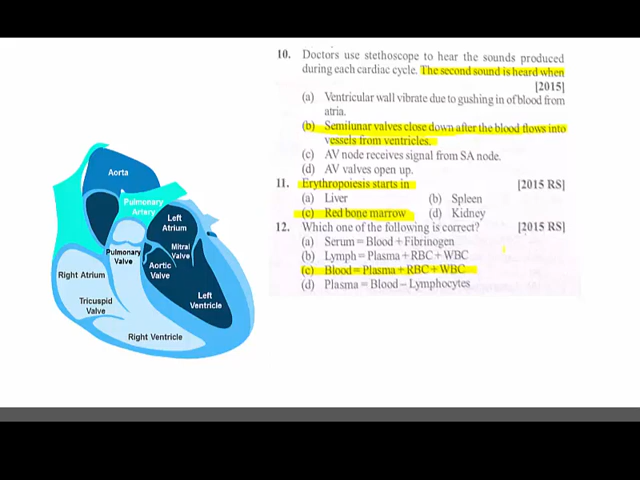 10. Doctors use stethoscope to hear the sounds produced
during each cardiac cycle. The second sound is heard when
[2015]
(a) Ventricular wall vibrate due to gushing in of blood from
atria.
(b) Semilunar valves close down after the blood flows into
vessels from ventricles.
(c) AV node receives signal from SA node.
(d) AV valves open up.
11. Erythropoiesis starts in [2015 RS]
(a) Liver (b) Spleen
(c) Red bone marrow (d) Kidney
12. Which one of the following is correct? [2015 RS]
(a) Serum = Blood + Fibrinogen
(b) Lymph = Plasma + RBC + WBC
(c) Blood = Plasma + RBC + WBC
(d) Plasma = Blood – Lymphocytes
Aorta
Pulmonary
Artery
Left
Atrium
Mitral
Valve
Pulmonary
Valve
Aortic
Valve
Right Atrium
Left
Ventricle
Tricuspid
Valve
Right Ventricle